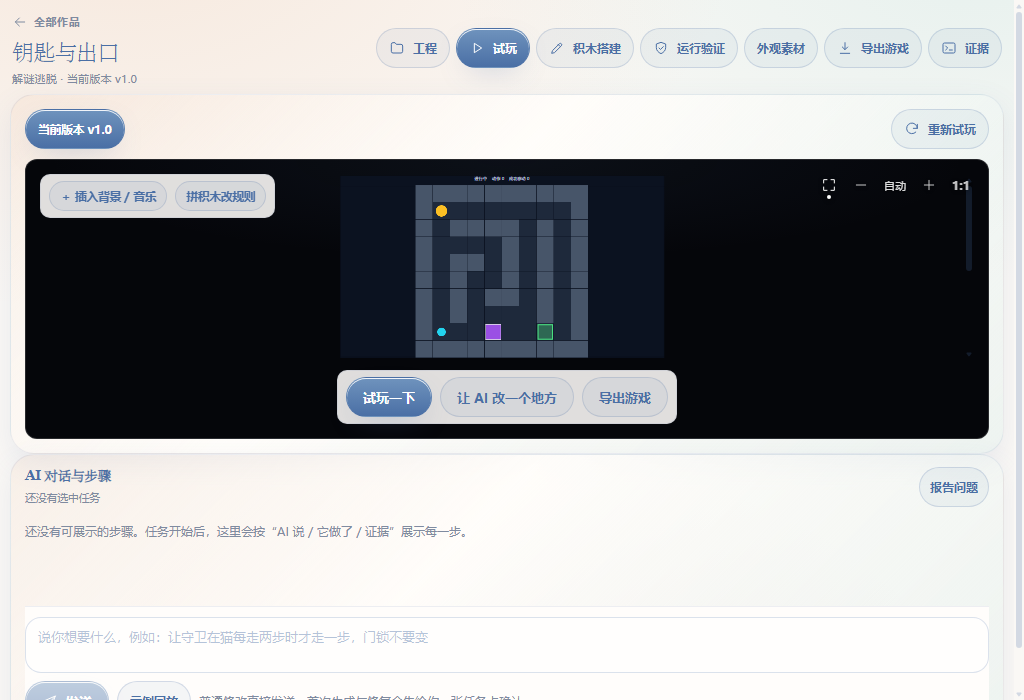 全部作品
钥匙与出口
解谜逃脱 · 当前版本 v1.0
工程
试玩
积木搭建
运行验证
外观素材
导出游戏
证据
当前版本 v1.0
重新试玩
+ 插入背景 / 音乐
拼积木改规则
自动
1:1
试玩一下
让 AI 改一个地方
导出游戏
AI 对话与步骤
还没有选中任务
报告问题
还没有可展示的步骤。任务开始后，这里会按“AI 说 / 它做了 / 证据”展示每一步。
说你想要什么，例如：让守卫在猫每走两步时才走一步，门锁不要变
发送
示例回放